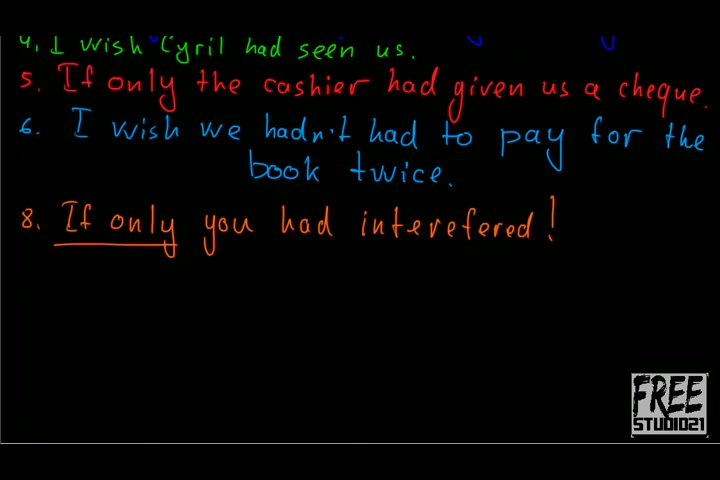 4. I wish Cyril had seen us.
5. If only the cashier had given us a cheque.
6. I wish we hadn't had to pay for the
book twice.
8. If only you had interefered!
FREE
STUDIO21